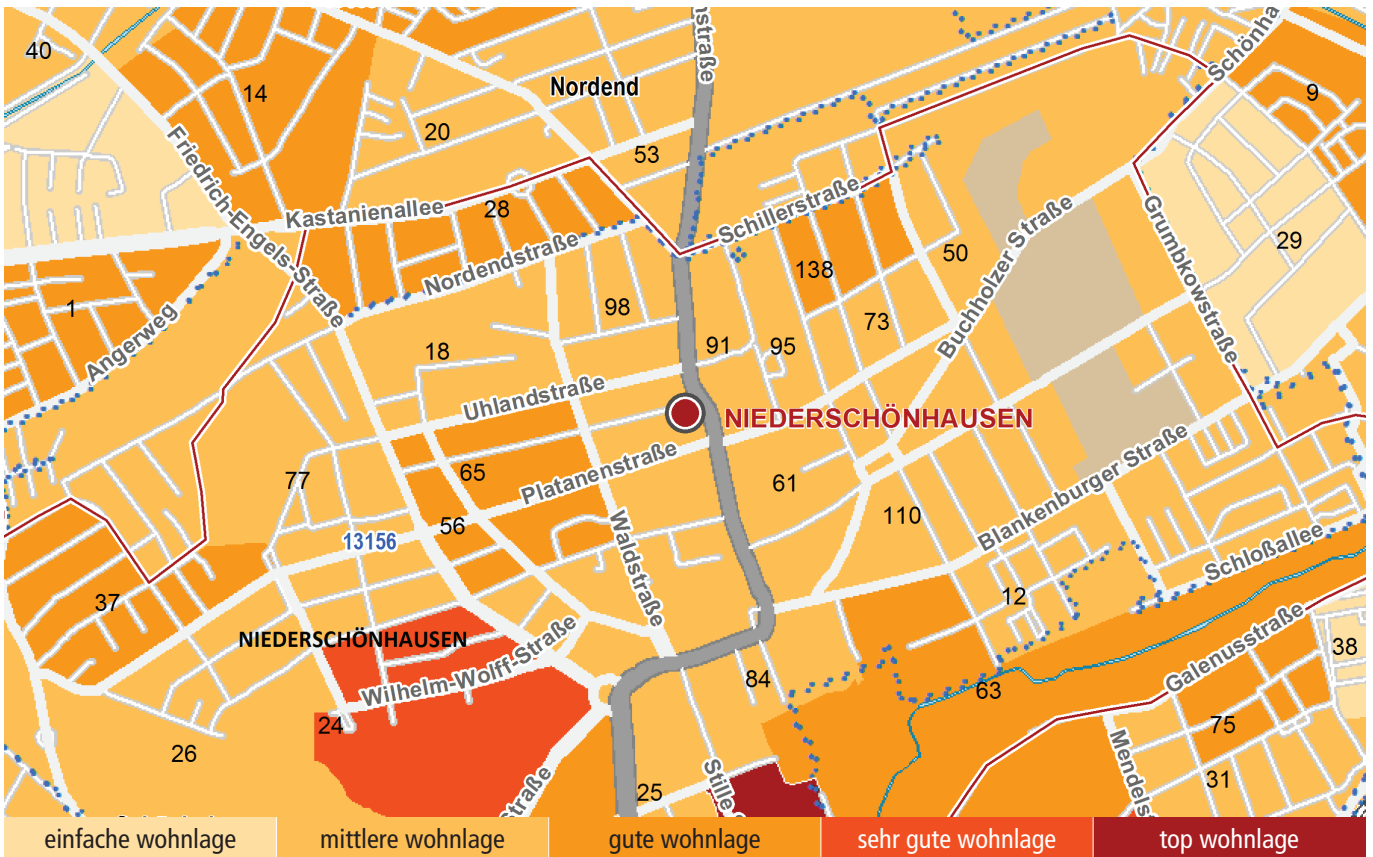 40
14
Nordend
nstraße
Schönha
9
20
53
Friedrich-Engels-Straße
Kastanienallee
28
Schillerstraße
Nordendstraße
138
50
Buchholzer Straße
Grumbkowstraße
29
1
Angerweg
98
73
18
91
95
Uhlandstraße
NIEDERSCHÖNHAUSEN
77
65
Platanenstraße
61
56
13156
110
Blankenburger Straße
Waldstraße
Schloßallee
37
12
NIEDERSCHÖNHAUSEN
Wilhelm-Wolff-Straße
Galenusstraße
38
84
63
24
75
26
Mendels
31
25
Stille
Straße
einfache wohnlage
mittlere wohnlage
gute wohnlage
sehr gute wohnlage
top wohnlage